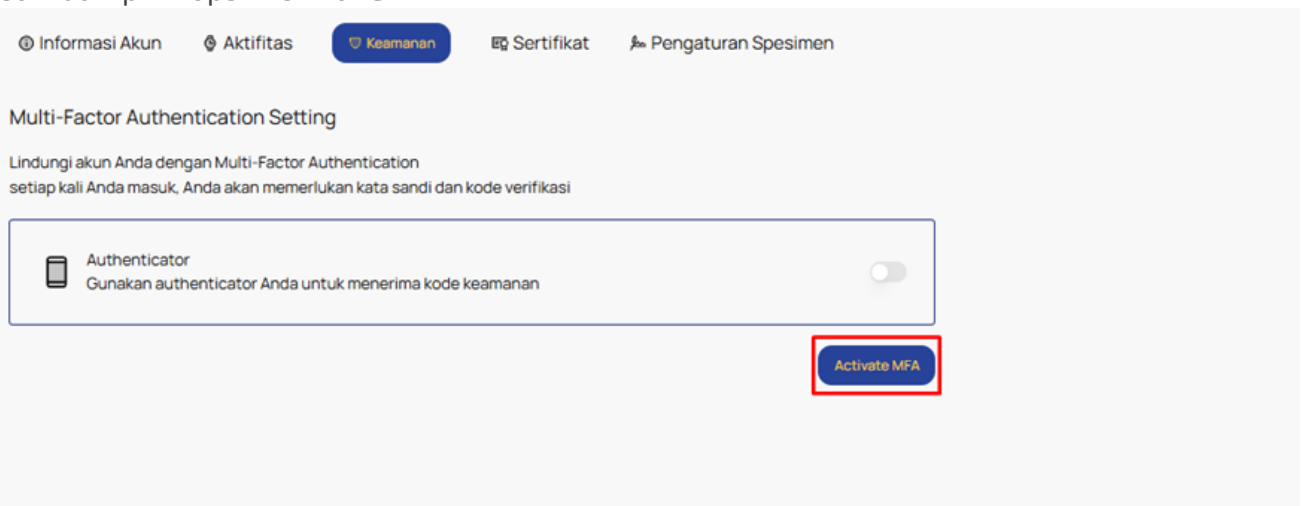 Informasi Akun Aktifitas Keamanan Sertifikat Pengaturan Spesimen
Multi-Factor Authentication Setting
Lindungi akun Anda dengan Multi-Factor Authentication
setiap kali Anda masuk, Anda akan memerlukan kata sandi dan kode verifikasi
Authenticator
Gunakan authenticator Anda untuk menerima kode keamanan
Activate MFA